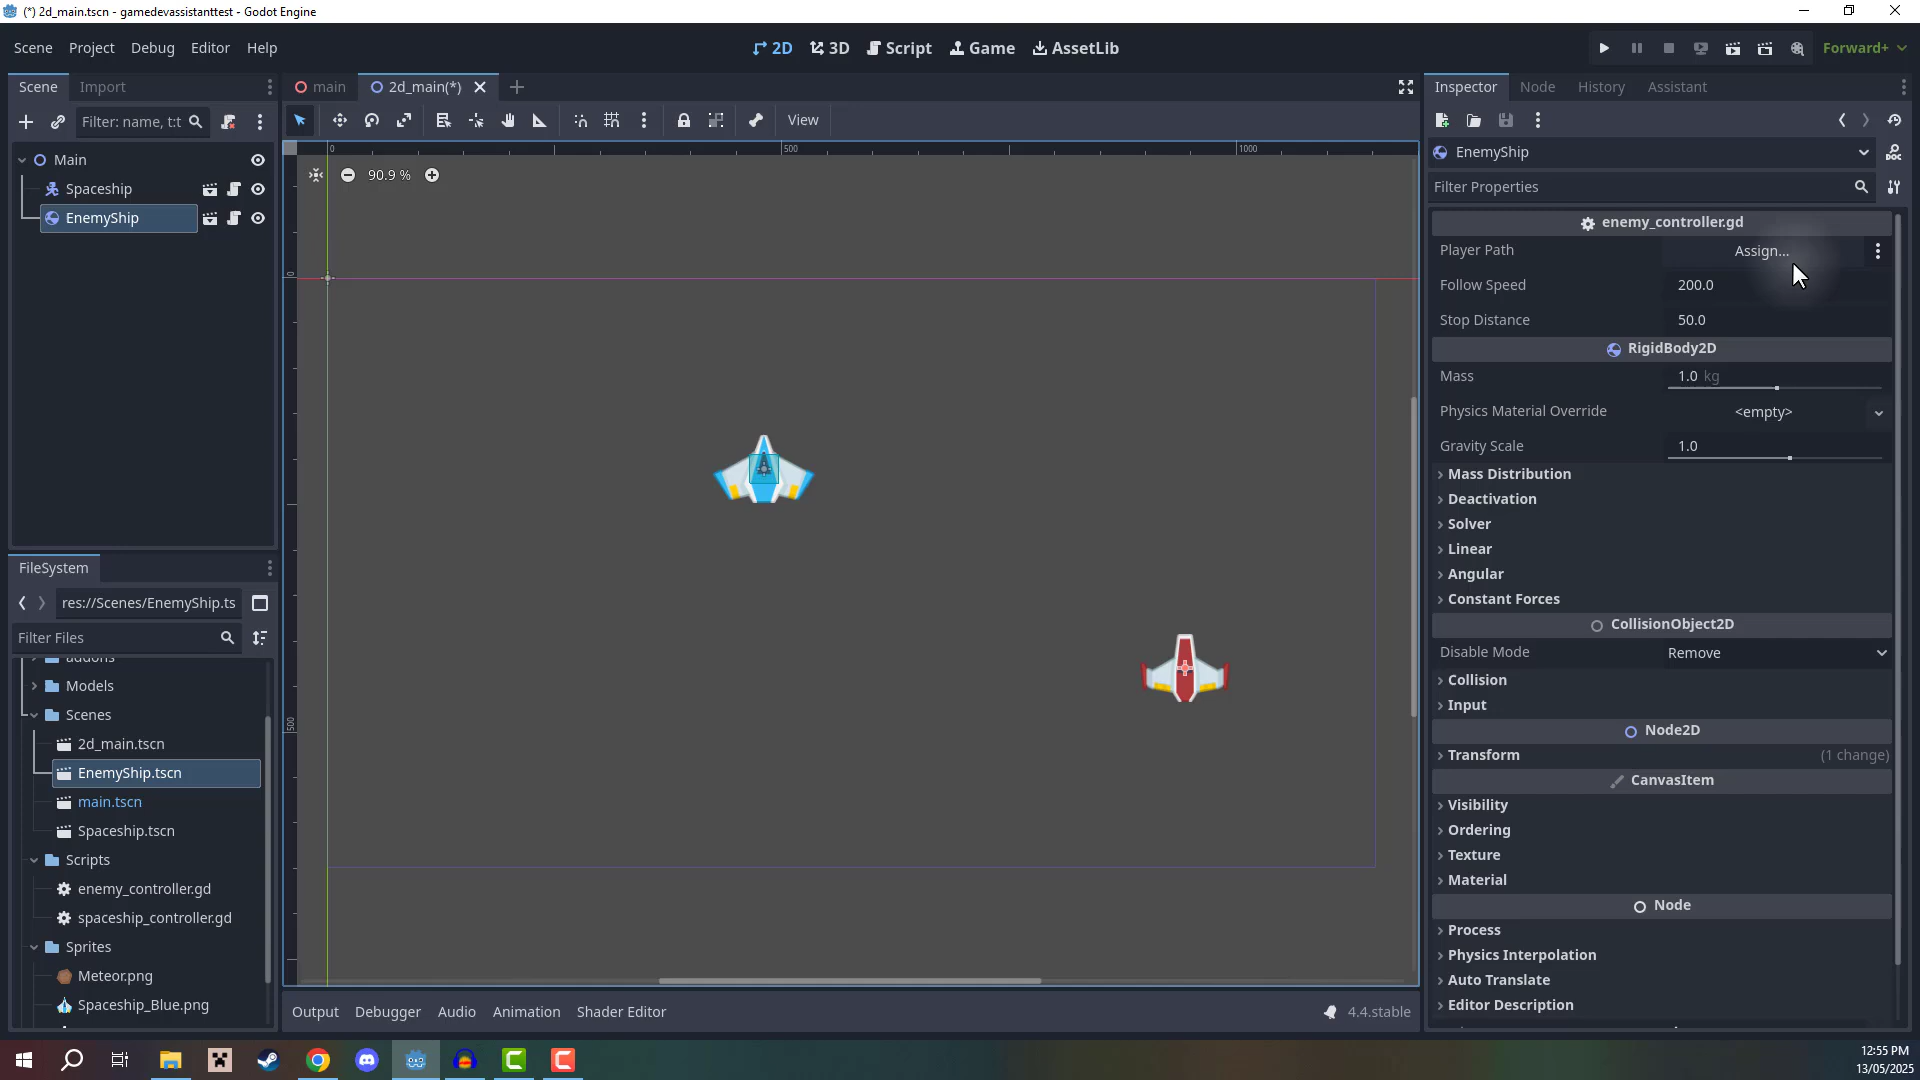 (*) 2d_main.tscn - gamedevassistanttest - Godot Engine
Scene Project Debug Editor Help
2D 3D Script Game AssetLib
Forward+
Scene Import
Filter: name, t:t
Main
Spaceship
EnemyShip
FileSystem
res://Scenes/EnemyShip.ts
Filter Files
addons
Models
Scenes
2d_main.tscn
EnemyShip.tscn
main.tscn
Spaceship.tscn
Scripts
enemy_controller.gd
spaceship_controller.gd
Sprites
Meteor.png
Spaceship_Blue.png
main 2d_main(*)
View
0 500 1000
90.9 %
0
500
Output Debugger Audio Animation Shader Editor
4.4.stable
Inspector Node History Assistant
EnemyShip
DOC
Filter Properties
enemy_controller.gd
Player Path Assign...
Follow Speed 200.0
Stop Distance 50.0
RigidBody2D
Mass 1.0 kg
Physics Material Override <empty>
Gravity Scale 1.0
Mass Distribution
Deactivation
Solver
Linear
Angular
Constant Forces
CollisionObject2D
Disable Mode Remove
Collision
Input
Node2D
Transform (1 change)
CanvasItem
Visibility
Ordering
Texture
Material
Node
Process
Physics Interpolation
Auto Translate
Editor Description
12:55 PM
13/05/2025